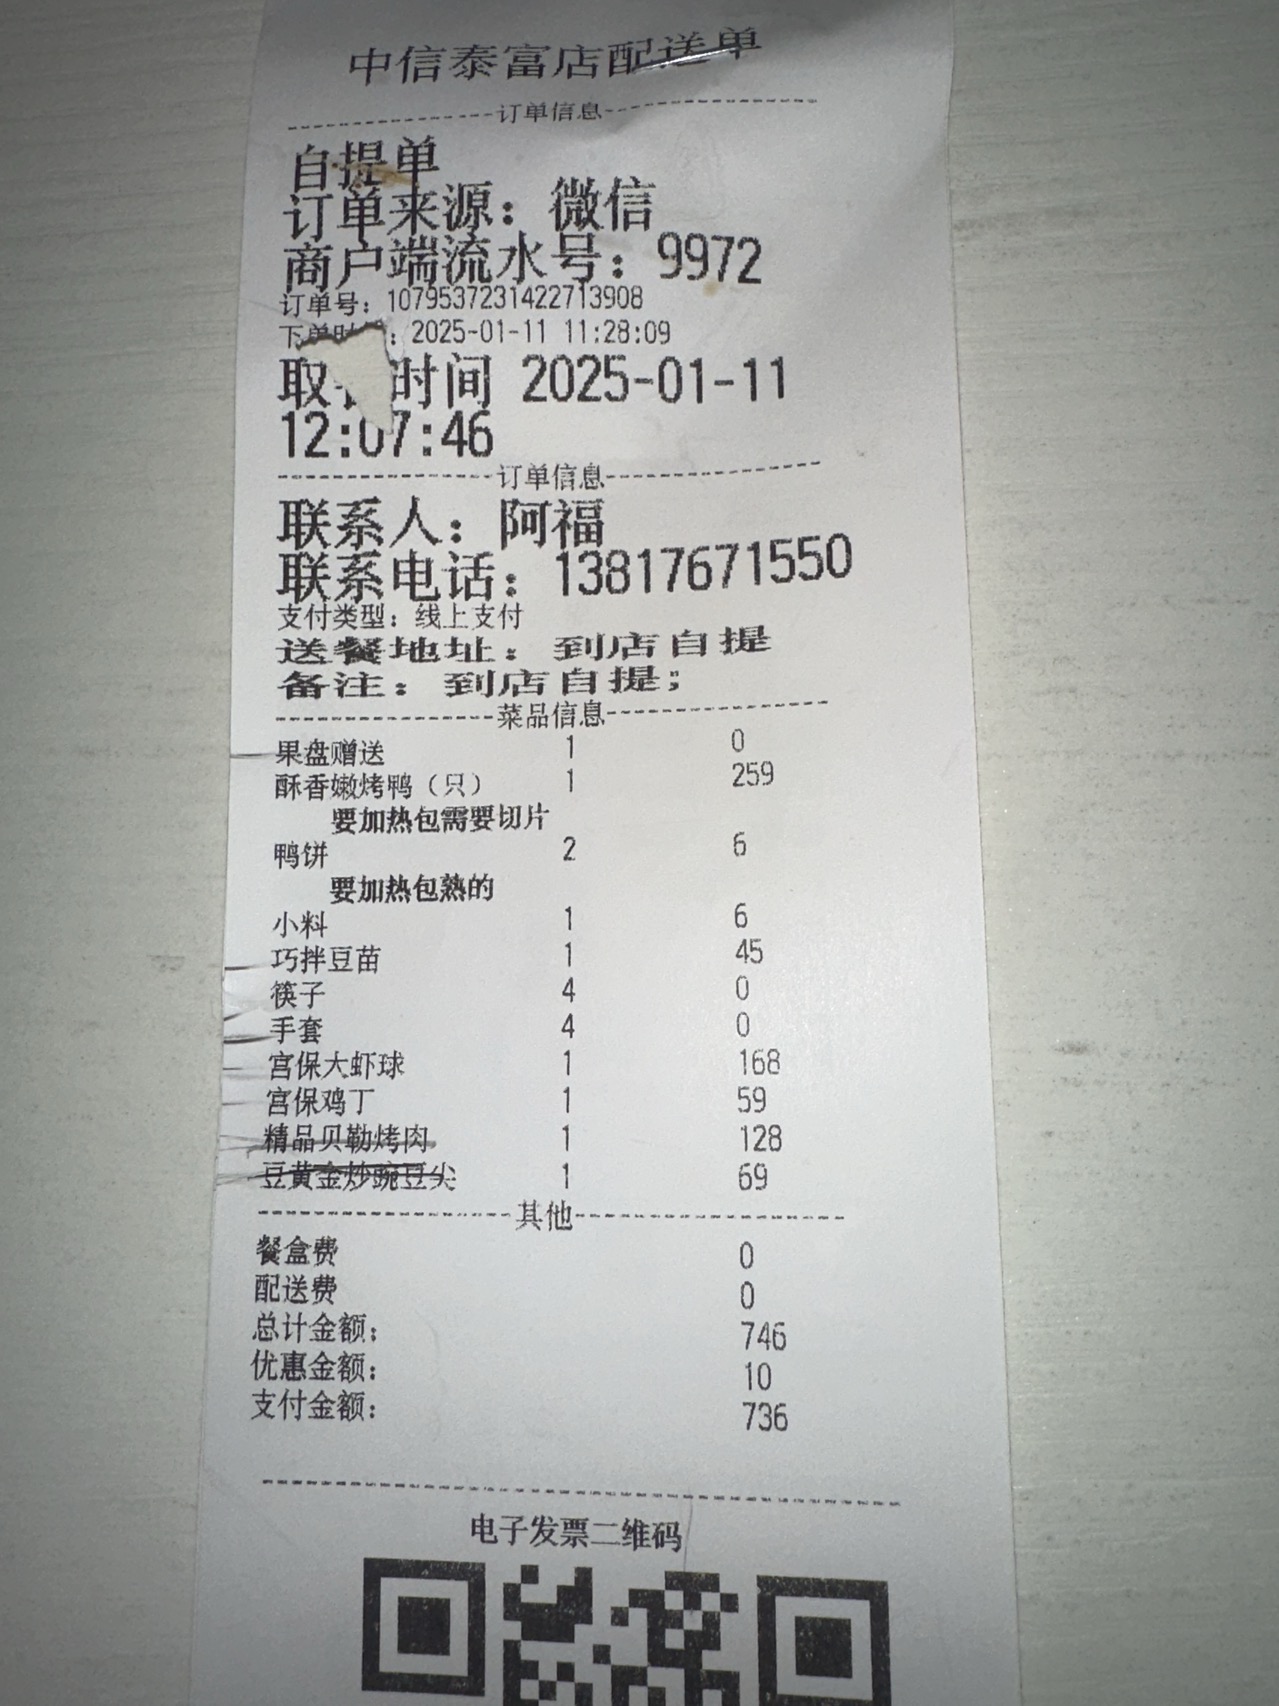 中信泰富店配送单
订单信息
自提单
订单来源：微信
商户端流水号：9972
订单号：1079537231422713908
下单时：2025-01-11 11:28:09
取时间 2025-01-11
12:07:46
订单信息
联系人：阿福
联系电话：13817671550
支付类型：线上支付
送餐地址：到店自提
备注：到店自提；
菜品信息
果盘赠送 1 0
酥香嫩烤鸭（只） 1 259
要加热包需要切片
鸭饼 2 6
要加热包熟的
小料 1 6
巧拌豆苗 1 45
筷子 4 0
手套 4 0
宫保大虾球 1 168
宫保鸡丁 1 59
精品贝勒烤肉 1 128
豆黄金炒豌豆尖 1 69
其他
餐盒费 0
配送费 0
总计金额： 746
优惠金额： 10
支付金额： 736
电子发票二维码